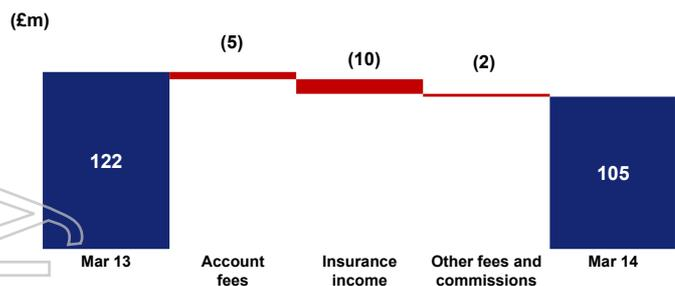 (£m)
(5)
(10)
(2)
122
105
Mar 13
Account
fees
Insurance
income
Other fees and
commissions
Mar 14